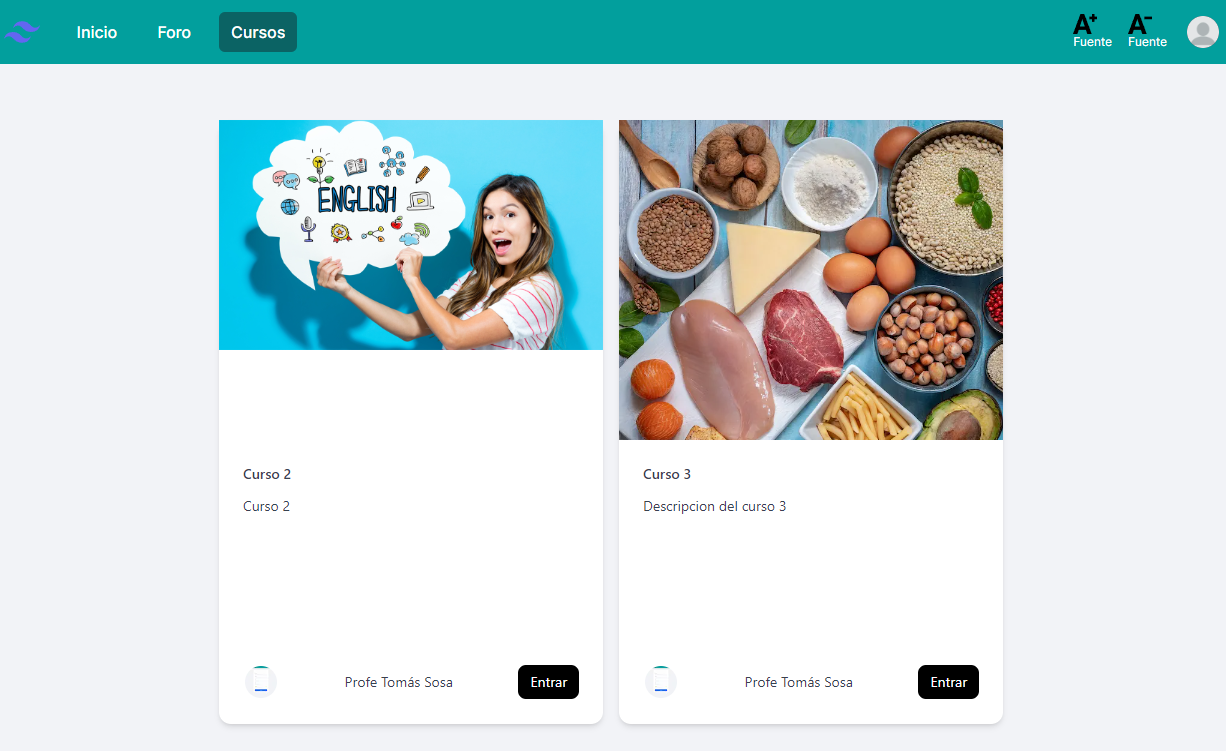 Inicio Foro Cursos A+ Fuente A- Fuente
ENGLISH
Curso 2
Curso 2
Profe Tomás Sosa Entrar
Curso 3
Descripcion del curso 3
Profe Tomás Sosa Entrar